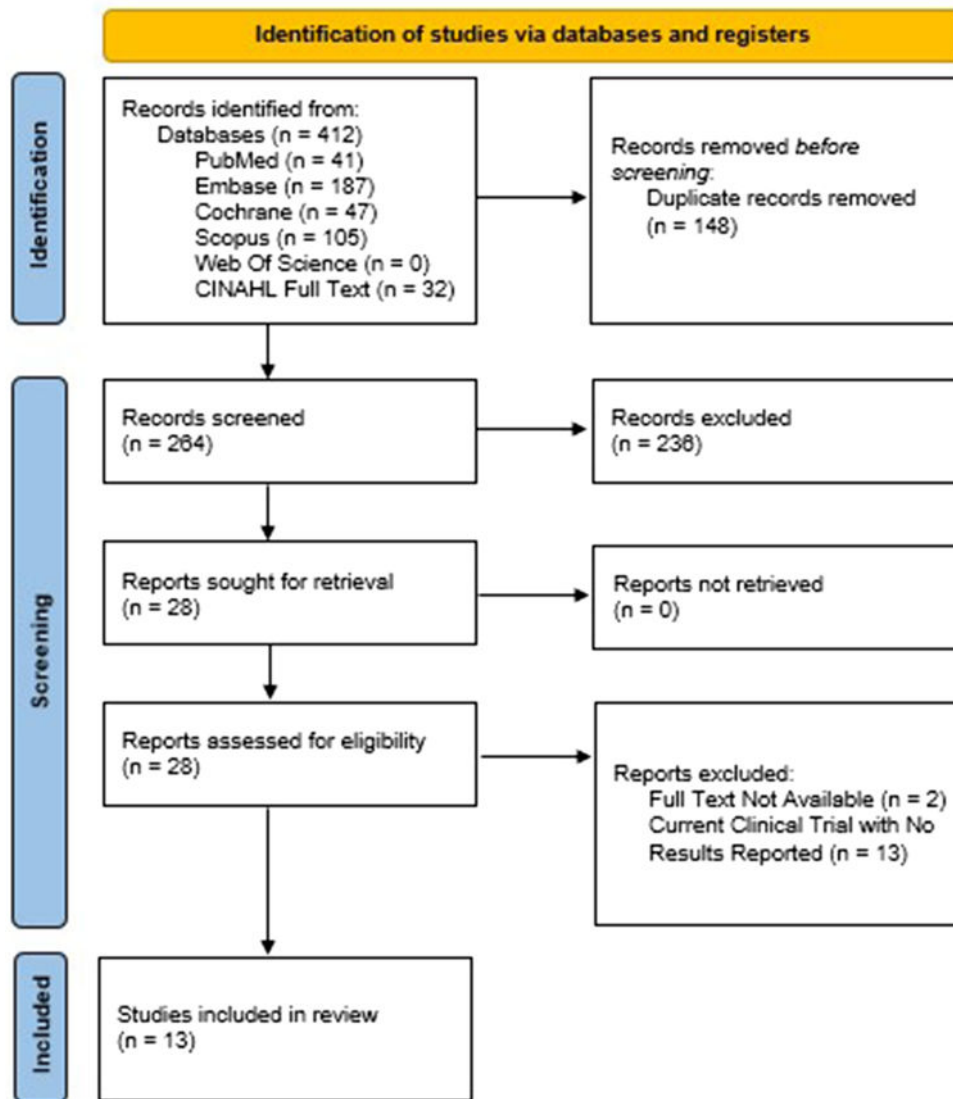 Identification of studies via databases and registers
Identification
Records identified from:
Databases (n = 412)
PubMed (n = 41)
Embase (n = 187)
Cochrane (n = 47)
Scopus (n = 105)
Web Of Science (n = 0)
CINAHL Full Text (n = 32)
Records removed before
screening:
Duplicate records removed
(n = 148)
Screening
Records screened
(n = 264)
Records excluded
(n = 236)
Reports sought for retrieval
(n = 28)
Reports not retrieved
(n = 0)
Reports assessed for eligibility
(n = 28)
Reports excluded:
Full Text Not Available (n = 2)
Current Clinical Trial with No
Results Reported (n = 13)
Included
Studies included in review
(n = 13)